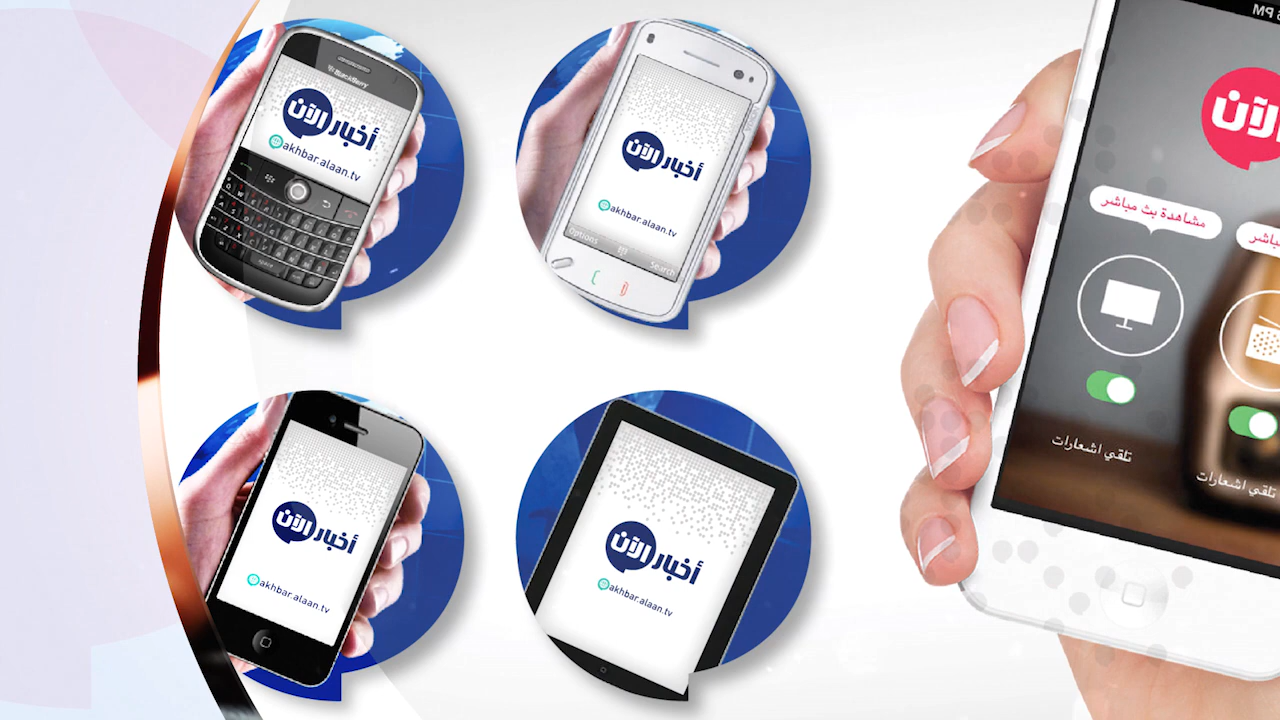 BlackBerry
أخبار الآن
akhbar.alaan.tv
أخبار الآن
akhbar.alaan.tv
Options
Search
أخبار الآن
akhbar.alaan.tv
أخبار الآن
akhbar.alaan.tv
PM
الآن
مشاهدة بث مباشر
تلقي اشعارات
تلقي اشعارات